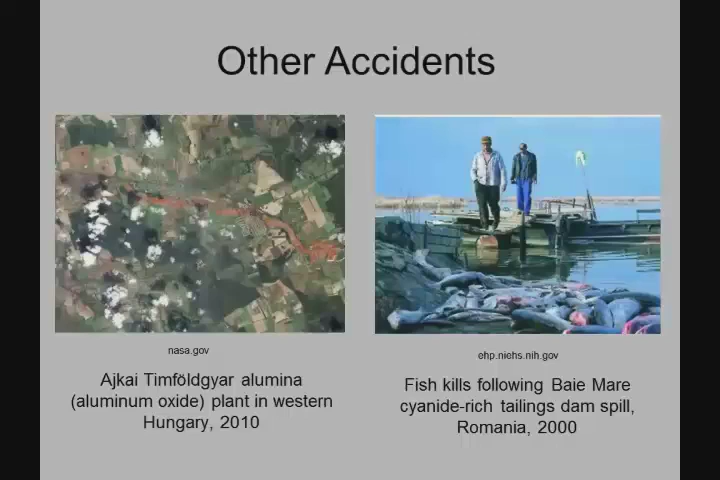 Other Accidents
nasa.gov
Ajkai Timföldgyar alumina
(aluminum oxide) plant in western
Hungary, 2010
ehp.niehs.nih.gov
Fish kills following Baie Mare
cyanide-rich tailings dam spill,
Romania, 2000